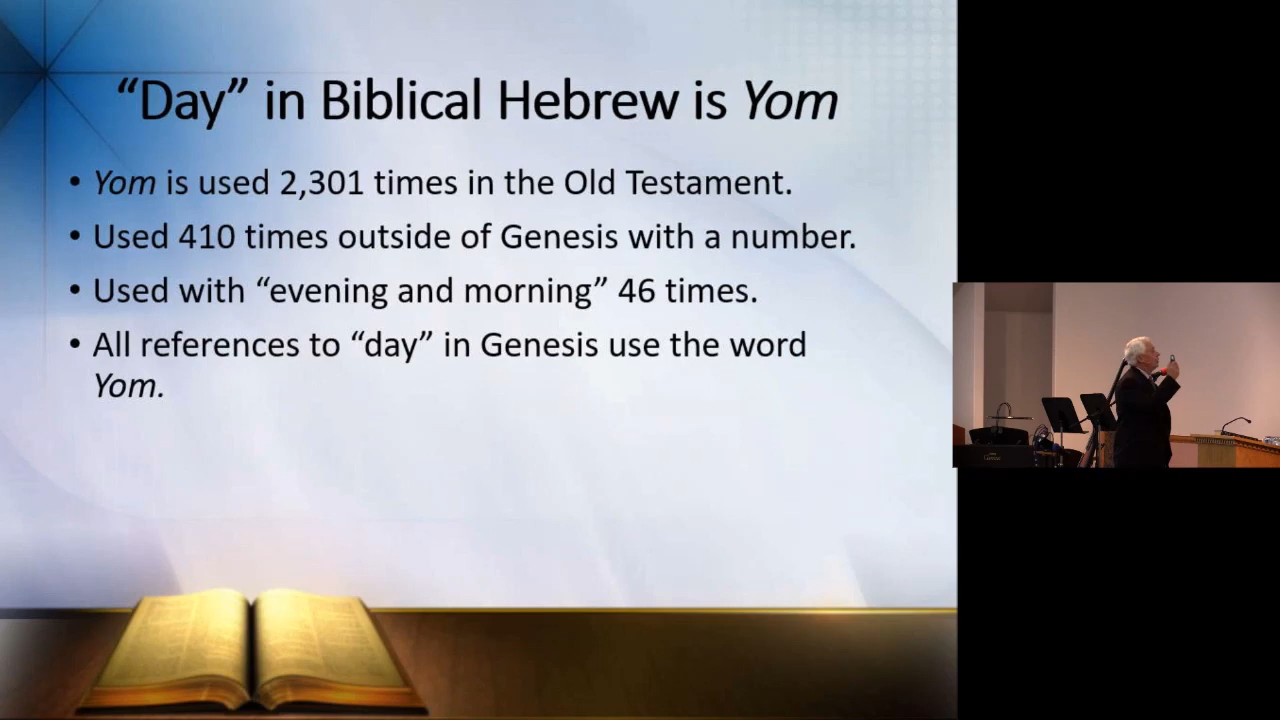 “Day” in Biblical Hebrew is Yom
• Yom is used 2,301 times in the Old Testament.
• Used 410 times outside of Genesis with a number.
• Used with “evening and morning” 46 times.
• All references to “day” in Genesis use the word
Yom.